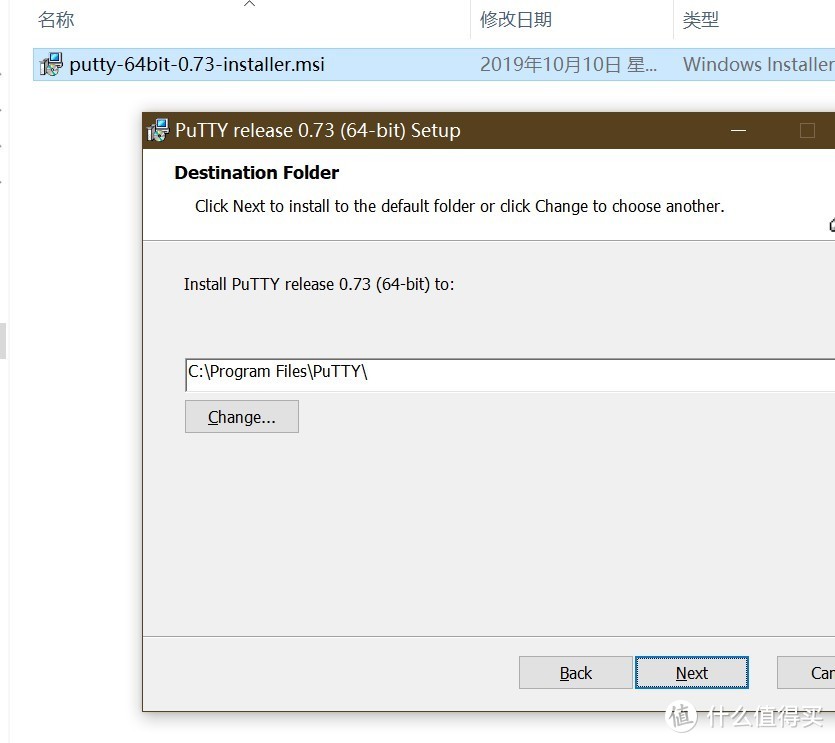 名称 修改日期 类型
putty-64bit-0.73-installer.msi 2019年10月10日 星... Windows Installer
PuTTY release 0.73 (64-bit) Setup
Destination Folder
Click Next to install to the default folder or click Change to choose another.
Install PuTTY release 0.73 (64-bit) to:
C:\Program Files\PuTTY\
Change...
Back Next Can
值 什么值得买